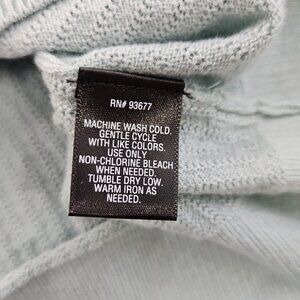 RN# 93677
MACHINE WASH COLD.
GENTLE CYCLE
WITH LIKE COLORS.
USE ONLY
NON-CHLORINE BLEACH
WHEN NEEDED.
TUMBLE DRY LOW.
WARM IRON AS
NEEDED.